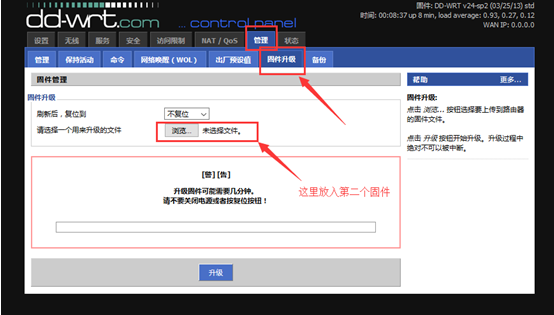 dd-wrt.com ... control panel
固件: DD-WRT v24-sp2 (03/25/13) std
时间: 00:08:37 up 8 min, load average: 0.93, 0.27, 0.12
WAN IP: 0.0.0.0
设置 无线 服务 安全 访问限制 NAT / QoS 管理 状态
管理 保持活动 命令 网络唤醒（WOL） 出厂预设值 固件升级 备份
固件管理
固件升级
刷新后，复位到 不复位
请选择一个用来升级的文件 浏览... 未选择文件。
[警] [告]
升级固件可能需要几分钟。
请不要关闭电源或者按复位按钮！
这里放入第二个固件
升级
帮助 更多...
固件升级:
点击 浏览... 按钮选择要上传到路由器
的固件文件。
点击 升级 按钮开始升级。升级过程中
绝对不可以被中断。